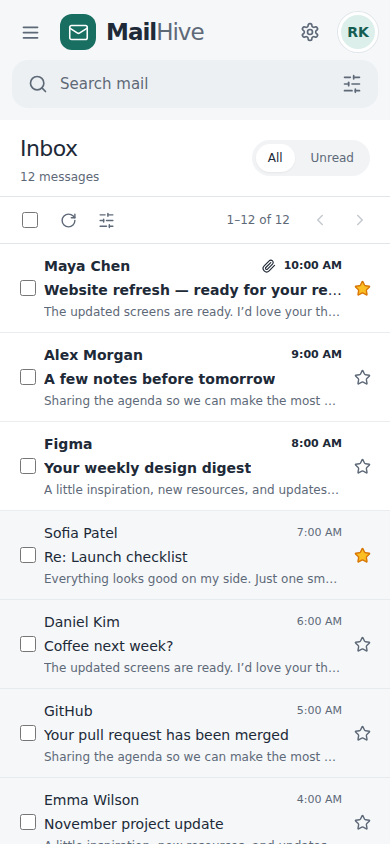 MailHive
RK
Search mail
Inbox
12 messages
All
Unread
1–12 of 12
Maya Chen
10:00 AM
Website refresh — ready for your re…
The updated screens are ready. I’d love your th…
Alex Morgan
9:00 AM
A few notes before tomorrow
Sharing the agenda so we can make the most …
Figma
8:00 AM
Your weekly design digest
A little inspiration, new resources, and updates…
Sofia Patel
7:00 AM
Re: Launch checklist
Everything looks good on my side. Just one sm…
Daniel Kim
6:00 AM
Coffee next week?
The updated screens are ready. I’d love your th…
GitHub
5:00 AM
Your pull request has been merged
Sharing the agenda so we can make the most …
Emma Wilson
4:00 AM
November project update